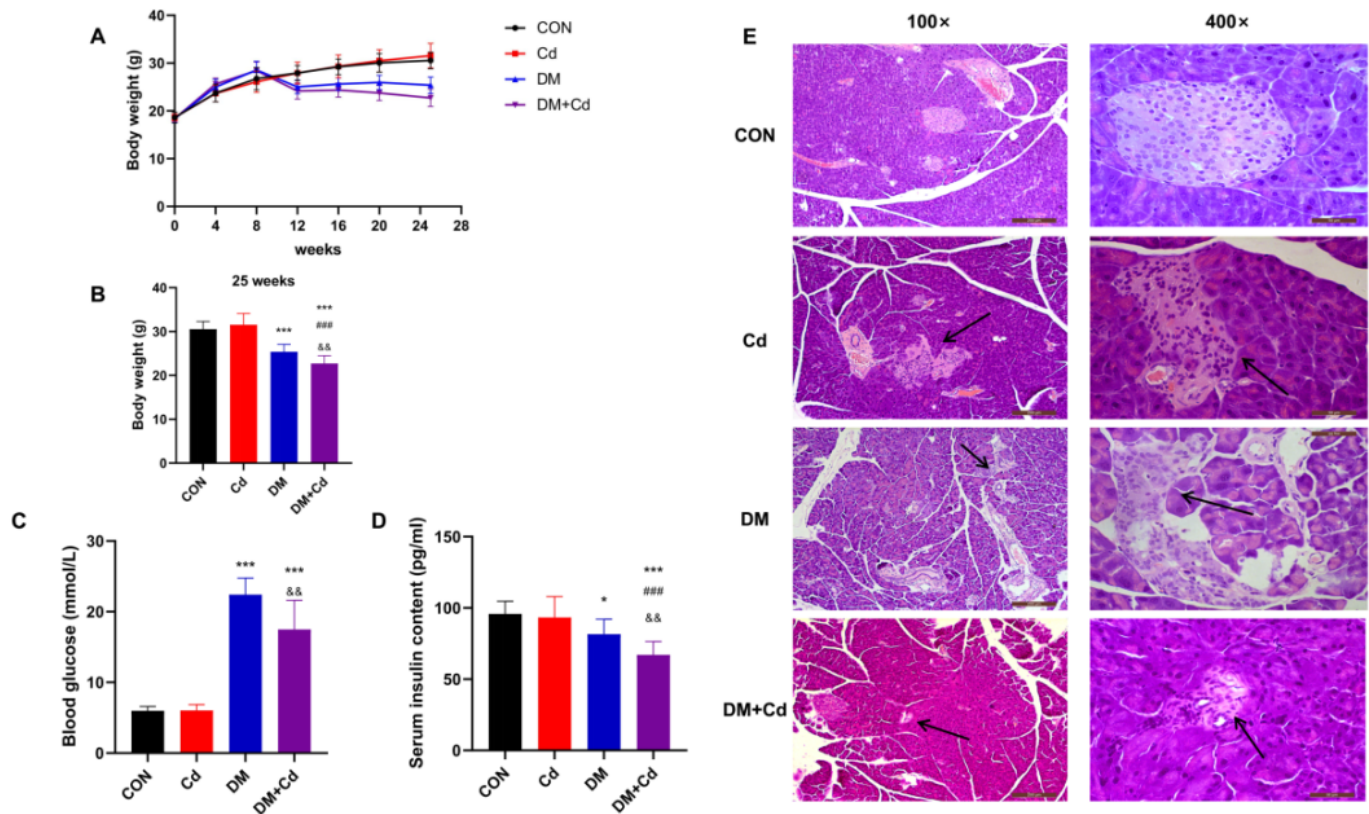 A
Body weight (g)
40
30
20
10
0
0 4 8 12 16 20 24 28
weeks
CON
Cd
DM
DM+Cd
B
25 weeks
Body weight (g)
40
30
20
10
0
***
***
###
&&
CON Cd DM DM+Cd
C
Blood glucose (mmol/L)
30
20
10
0
***
***
&&
CON Cd DM DM+Cd
D
Serum insulin content (pg/ml)
150
100
50
0
*
***
###
&&
CON Cd DM DM+Cd
E
100× 400×
CON
Cd
DM
DM+Cd